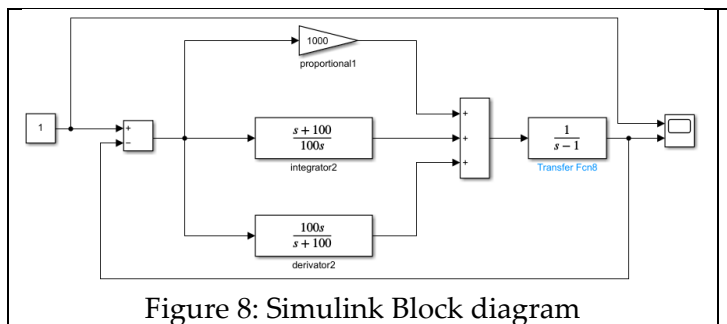 1000
proportional1
1
+
−
s + 100
100s
integrator2
+
+
+
1
s − 1
Transfer Fcn8
100s
s + 100
derivator2
Figure 8: Simulink Block diagram